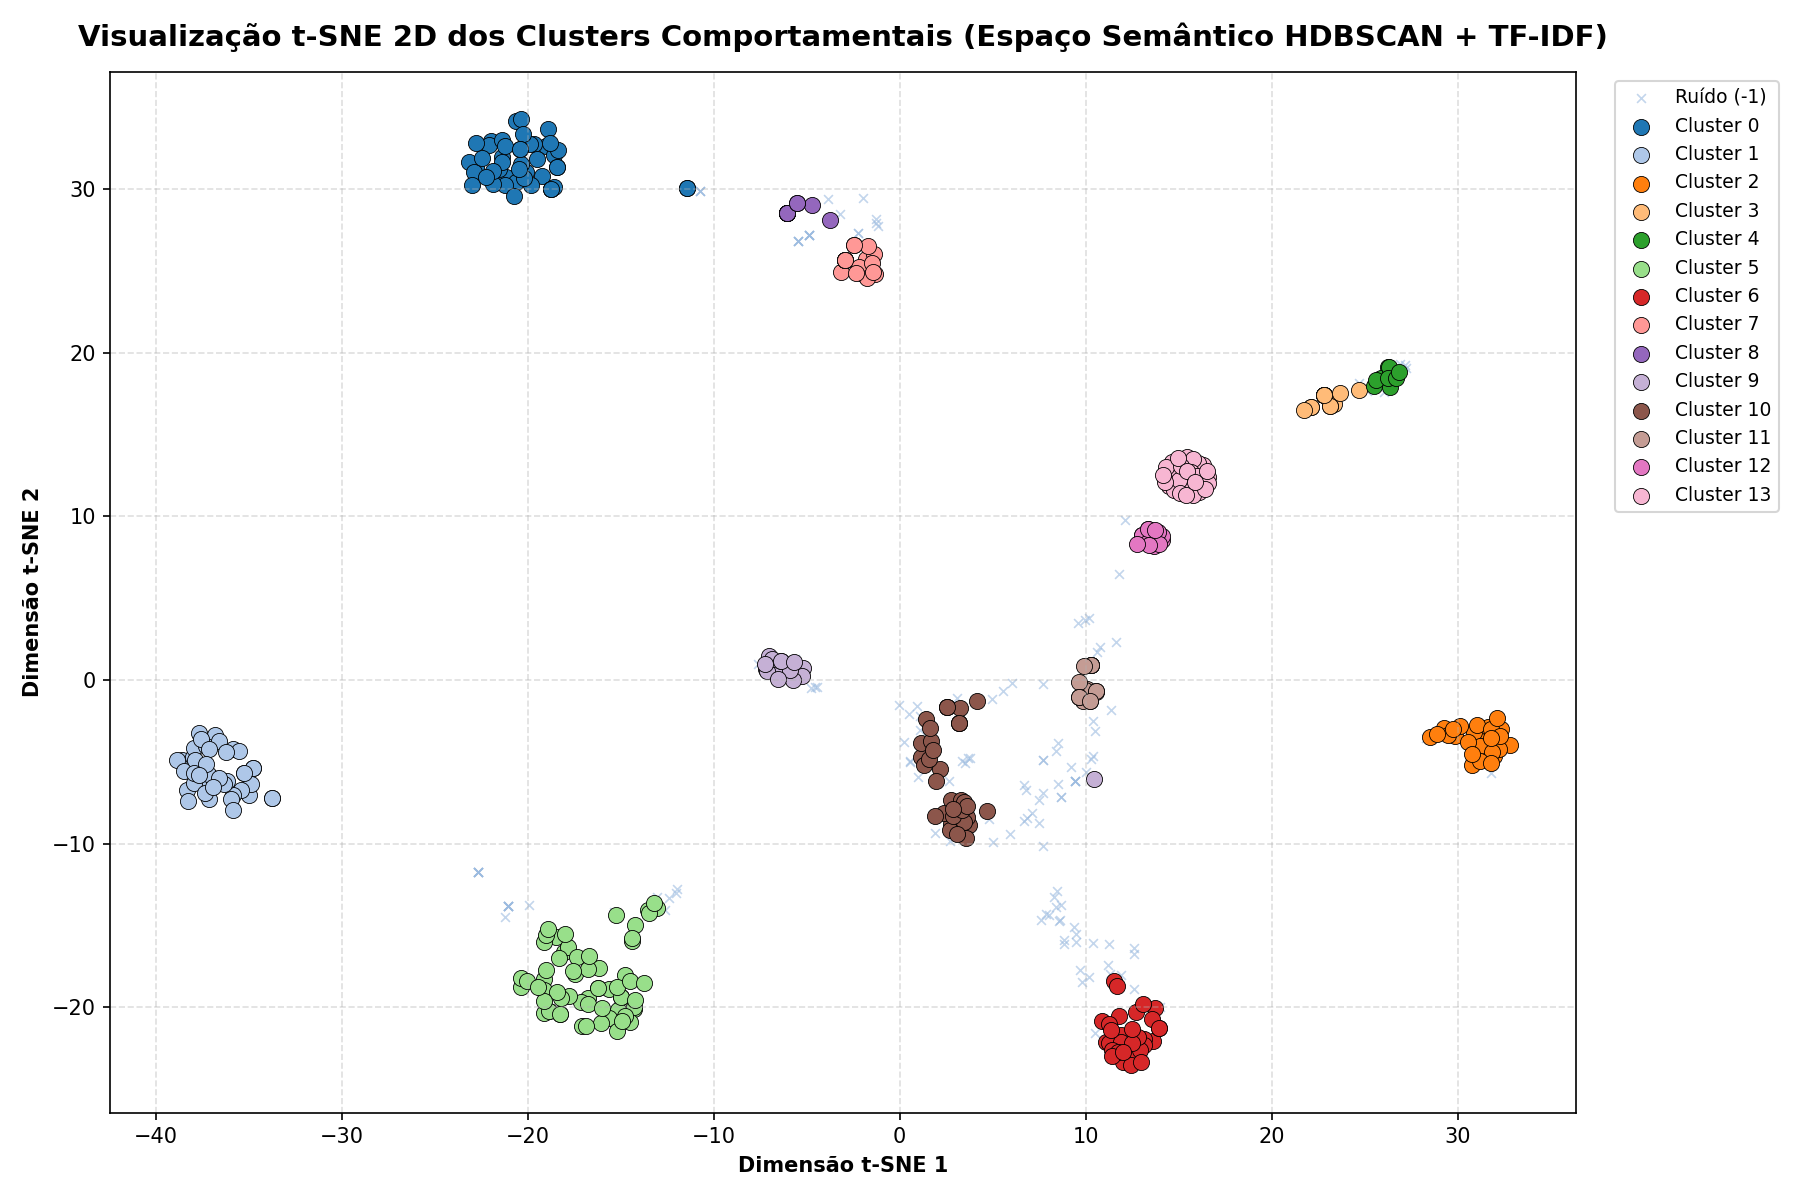 Visualização t-SNE 2D dos Clusters Comportamentais (Espaço Semântico HDBSCAN + TF-IDF)
Ruído (-1)
Cluster 0
Cluster 1
Cluster 2
Cluster 3
Cluster 4
Cluster 5
Cluster 6
Cluster 7
Cluster 8
Cluster 9
Cluster 10
Cluster 11
Cluster 12
Cluster 13
Dimensão t-SNE 2
30
20
10
0
−10
−20
−40 −30 −20 −10 0 10 20 30
Dimensão t-SNE 1